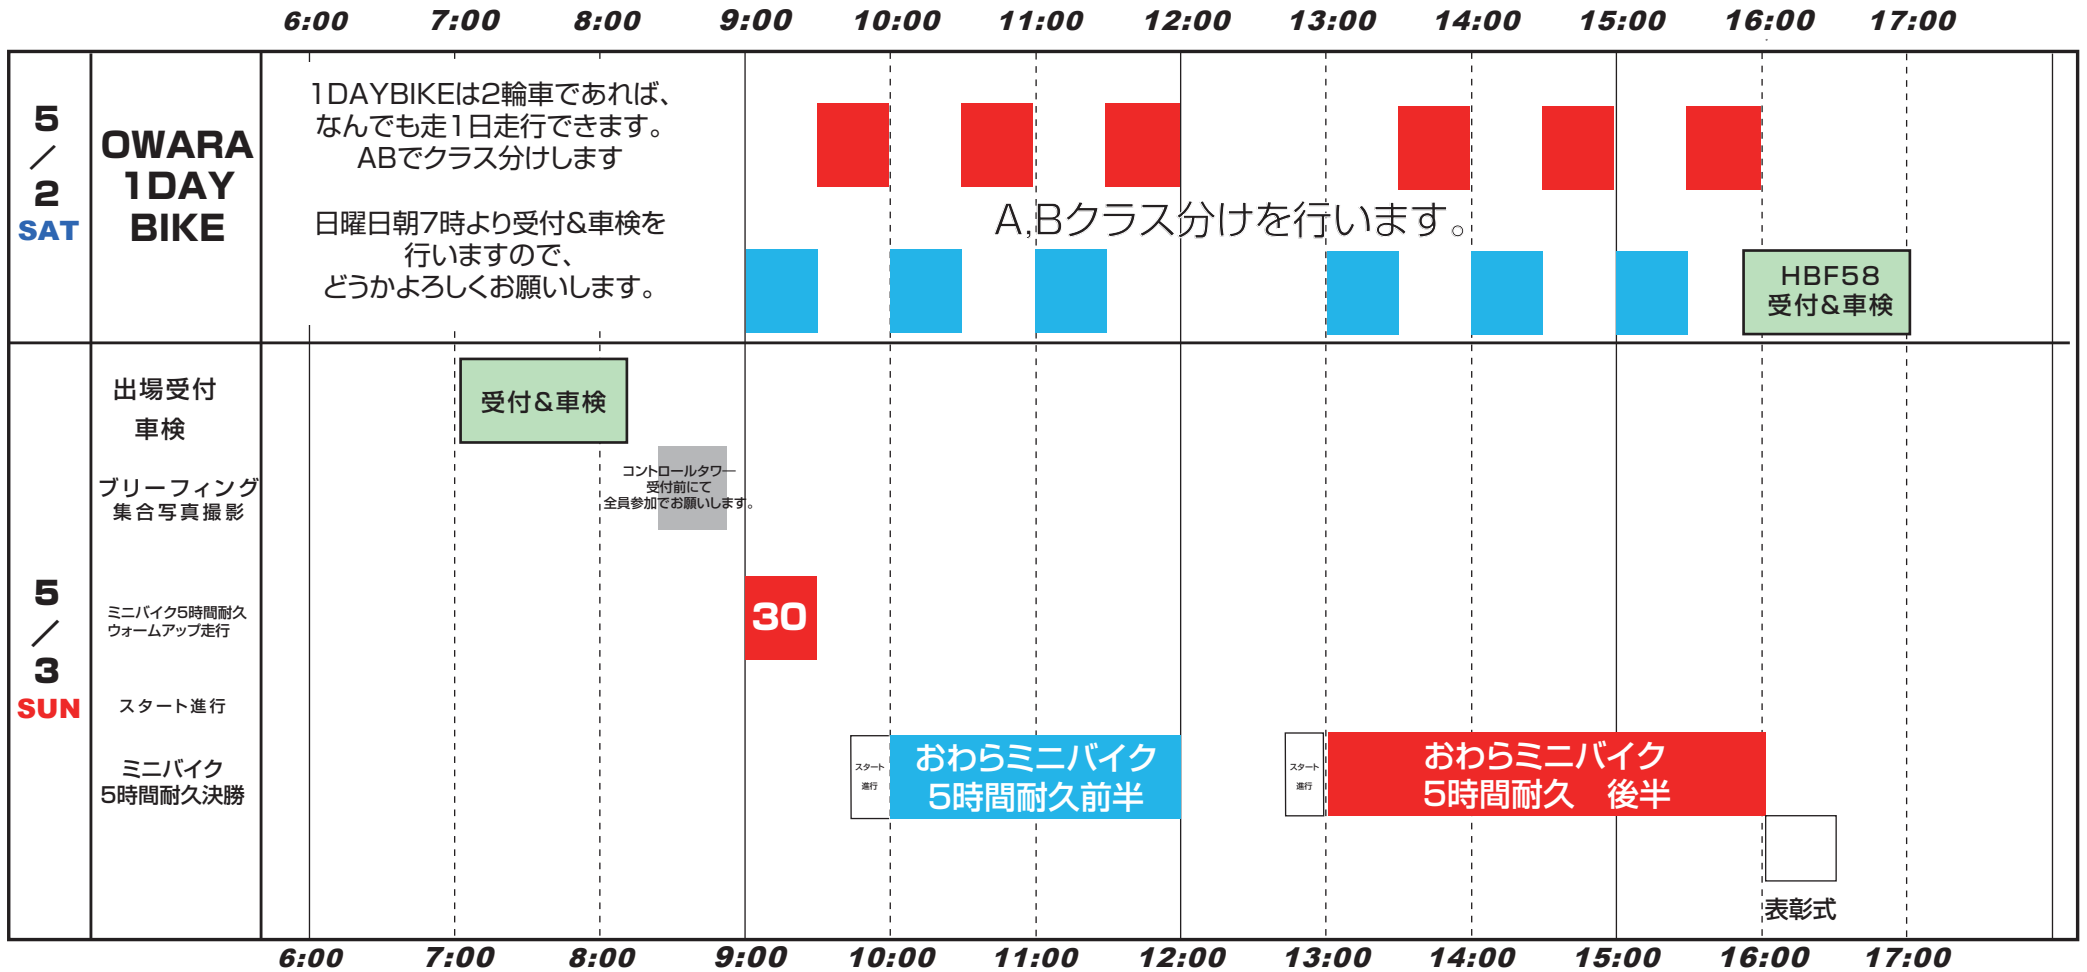 6:00 7:00 8:00 9:00 10:00 11:00 12:00 13:00 14:00 15:00 16:00 17:00
5
／
2
SAT
OWARA
1DAY
BIKE
1DAYBIKEは2輪車であれば、
なんでも走1日走行できます。
ABでクラス分けします
日曜日朝7時より受付&車検を
行いますので、
どうかよろしくお願いします。
A,Bクラス分けを行います。
HBF58
受付&車検
5
／
3
SUN
出場受付
車検
受付&車検
ブリーフィング
集合写真撮影
コントロールタワー
受付前にて
全員参加でお願いします。
ミニバイク5時間耐久
ウォームアップ走行
30
スタート進行
ミニバイク
5時間耐久決勝
スタート
進行
おわらミニバイク
5時間耐久前半
スタート
進行
おわらミニバイク
5時間耐久　後半
表彰式
6:00 7:00 8:00 9:00 10:00 11:00 12:00 13:00 14:00 15:00 16:00 17:00